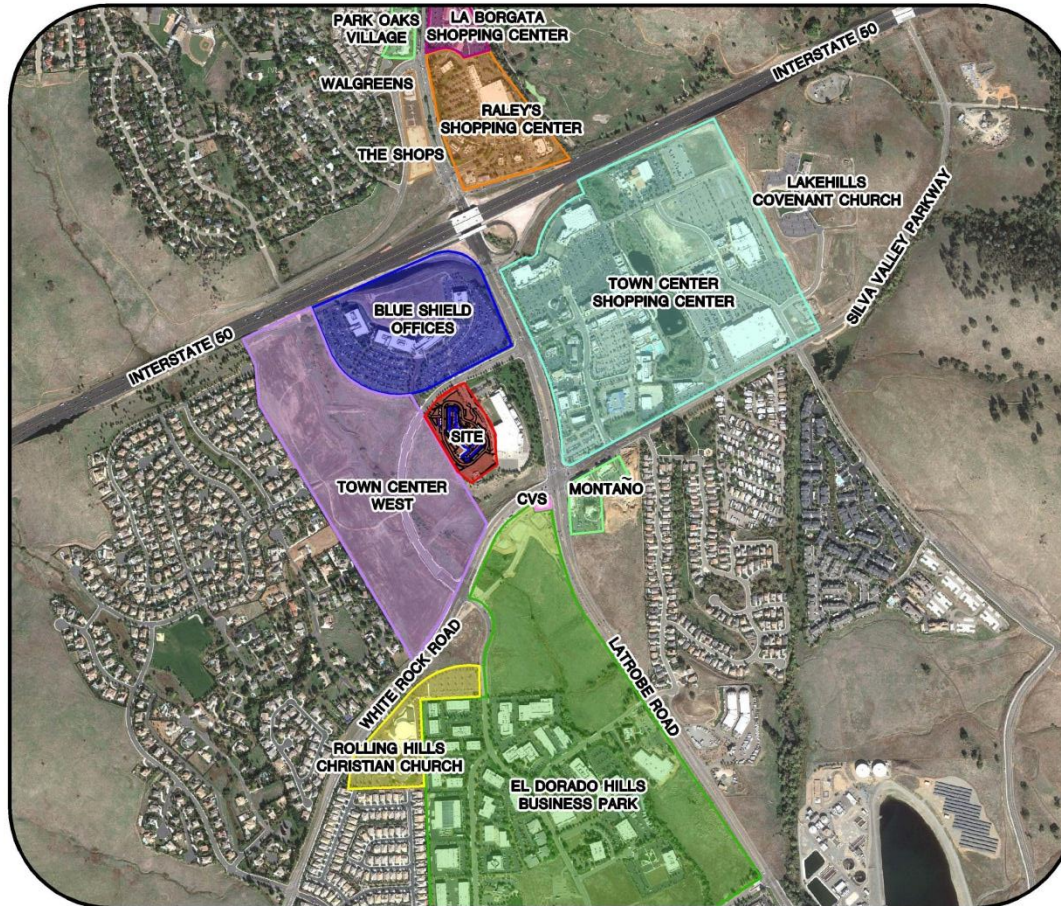 PARK OAKS
VILLAGE
LA BORGATA
SHOPPING CENTER
INTERSTATE 50
WALGREENS
RALEY'S
SHOPPING CENTER
THE SHOPS
LAKEHILLS
COVENANT CHURCH
SILVA VALLEY PARKWAY
TOWN CENTER
SHOPPING CENTER
BLUE SHIELD
OFFICES
INTERSTATE 50
SITE
TOWN CENTER
WEST
CVS
MONTAÑO
WHITE ROCK ROAD
LATROBE ROAD
ROLLING HILLS
CHRISTIAN CHURCH
EL DORADO HILLS
BUSINESS PARK